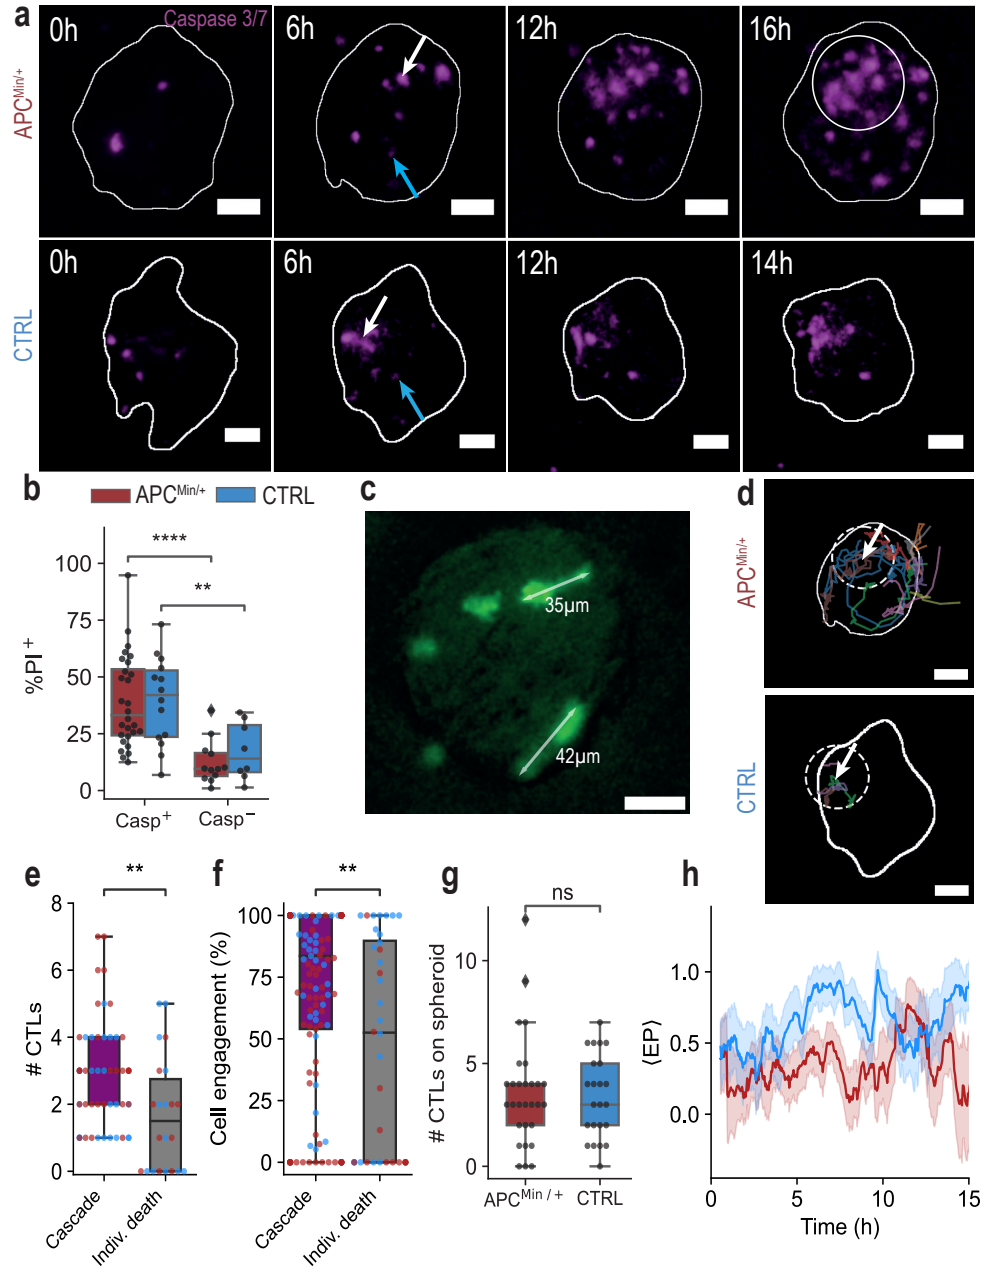 a
Caspase 3/7
0h
6h
12h
16h
APC^Min/+
0h
6h
12h
14h
CTRL
b
APC^Min/+
CTRL
100
75
50
25
0
%PI⁺
****
**
Casp⁺
Casp⁻
c
35µm
42µm
d
APC^Min/+
CTRL
e
**
8
6
4
2
0
# CTLs
Cascade
Indiv. death
f
**
100
75
50
25
0
Cell engagement (%)
Cascade
Indiv. death
g
ns
10
5
0
# CTLs on spheroid
APC^Min/+
CTRL
h
1.0
0.5
0.0
⟨EP⟩
0
5
10
15
Time (h)